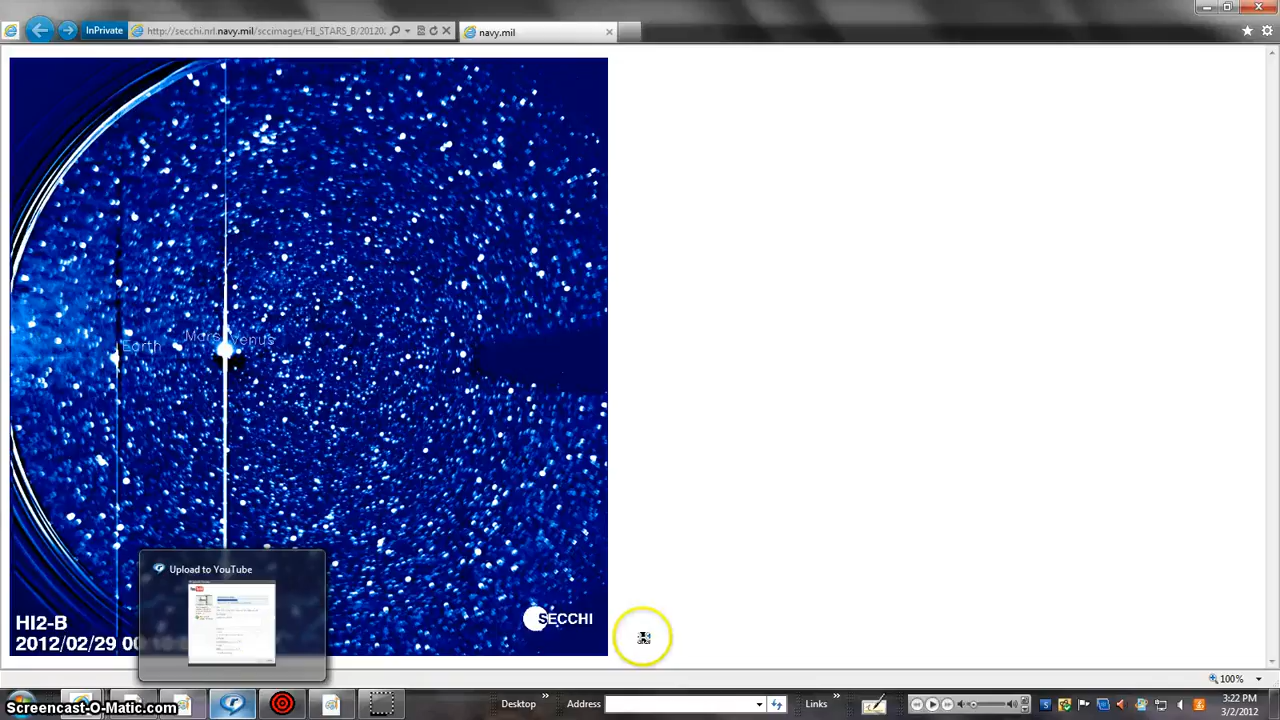 InPrivate
http://secchi.nrl.navy.mil/sccimages/HI_STARS_B/20120
navy.mil
Mars Venus
Earth
Upload to YouTube
HI2-B
SECCHI
2012/02/29 0
100%
Desktop
Address
Links
3:22 PM
3/2/2012
Screencast-O-Matic.com